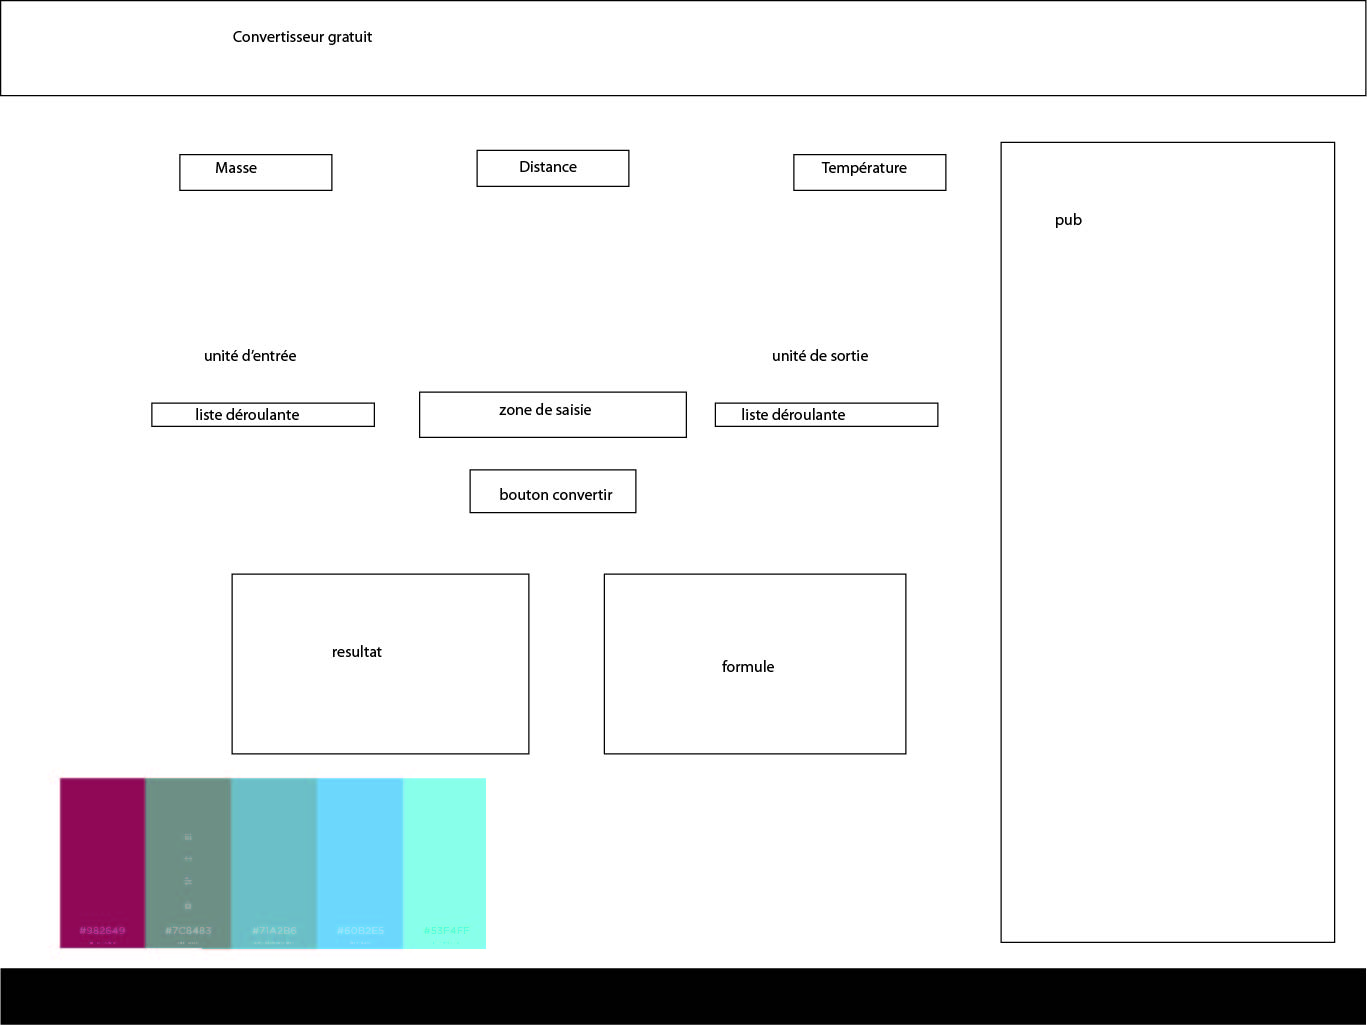 Convertisseur gratuit
Masse
Distance
Température
pub
unité d’entrée
unité de sortie
liste déroulante
zone de saisie
liste déroulante
bouton convertir
resultat
formule
#982649
#7C8483
#71A2B6
#60B2E5
#53F4FF